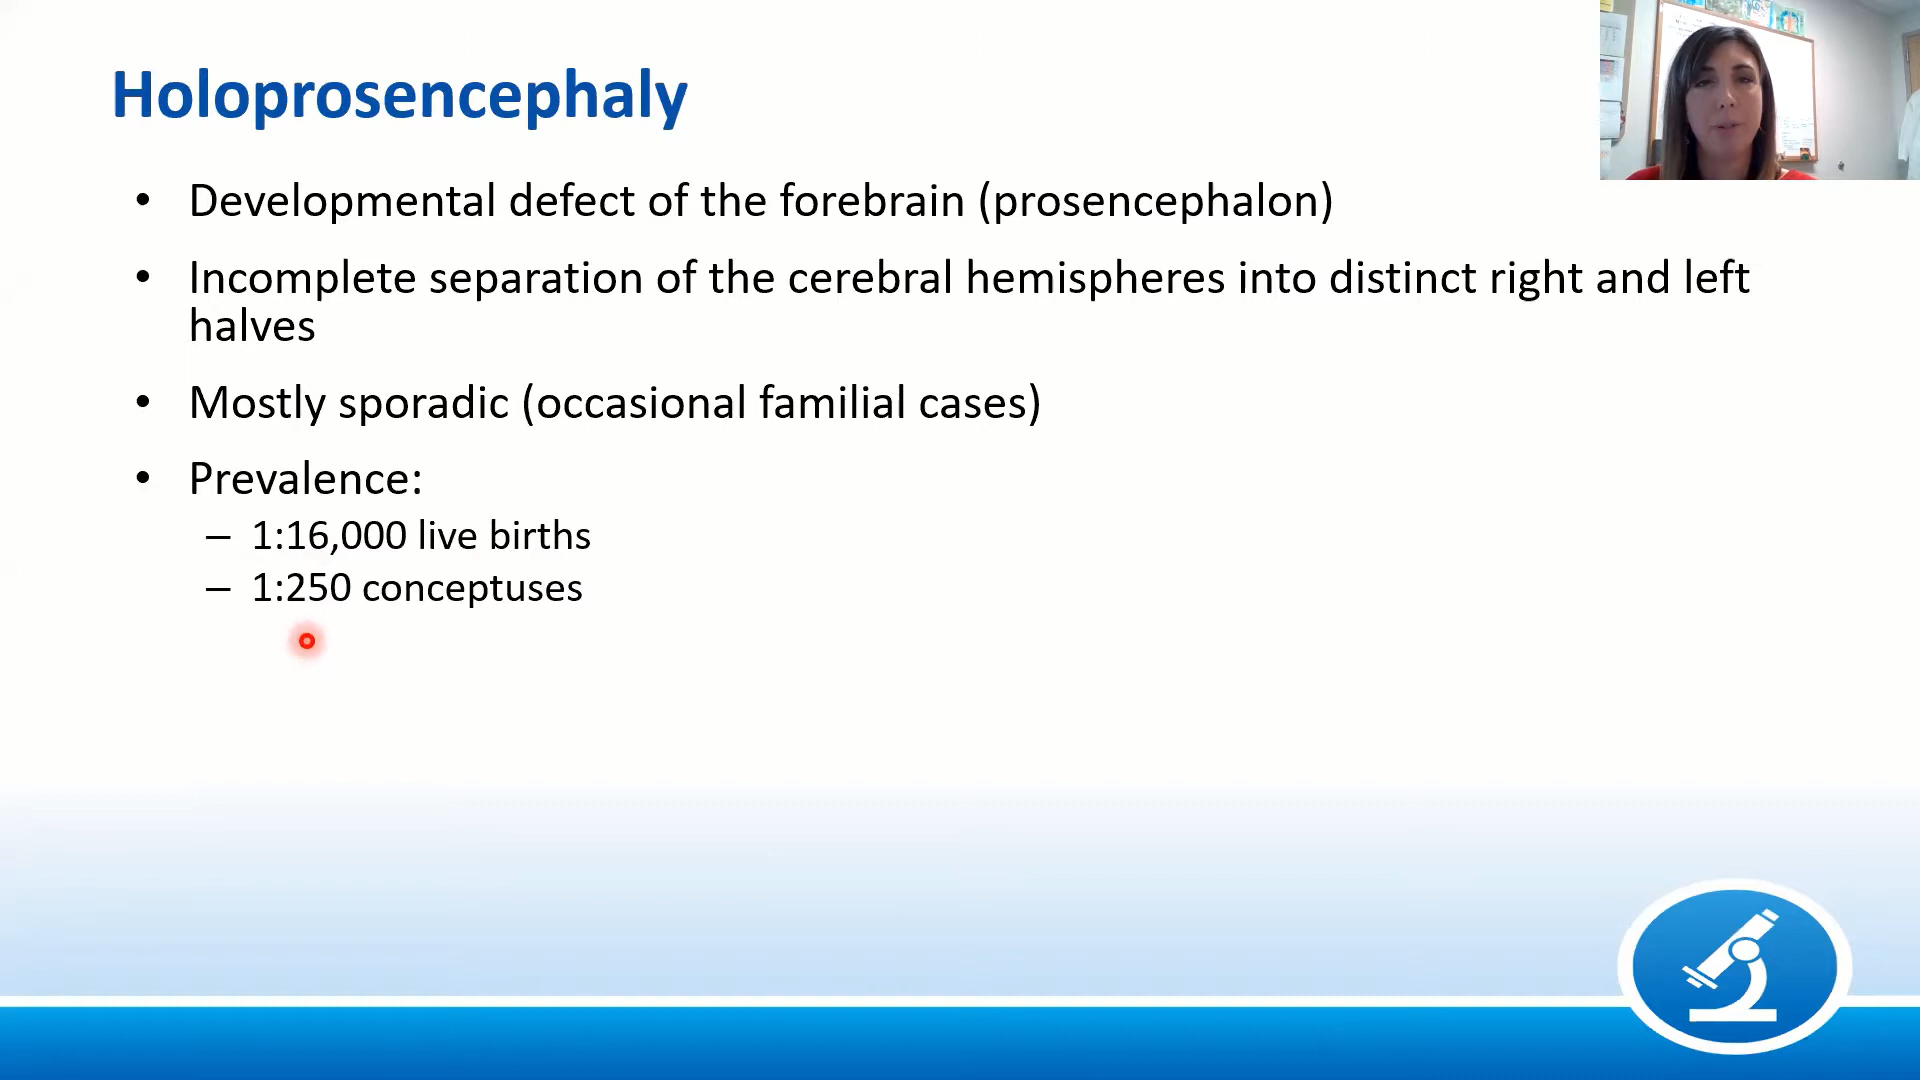 Holoprosencephaly
• Developmental defect of the forebrain (prosencephalon)
• Incomplete separation of the cerebral hemispheres into distinct right and left
halves
• Mostly sporadic (occasional familial cases)
• Prevalence:
– 1:16,000 live births
– 1:250 conceptuses